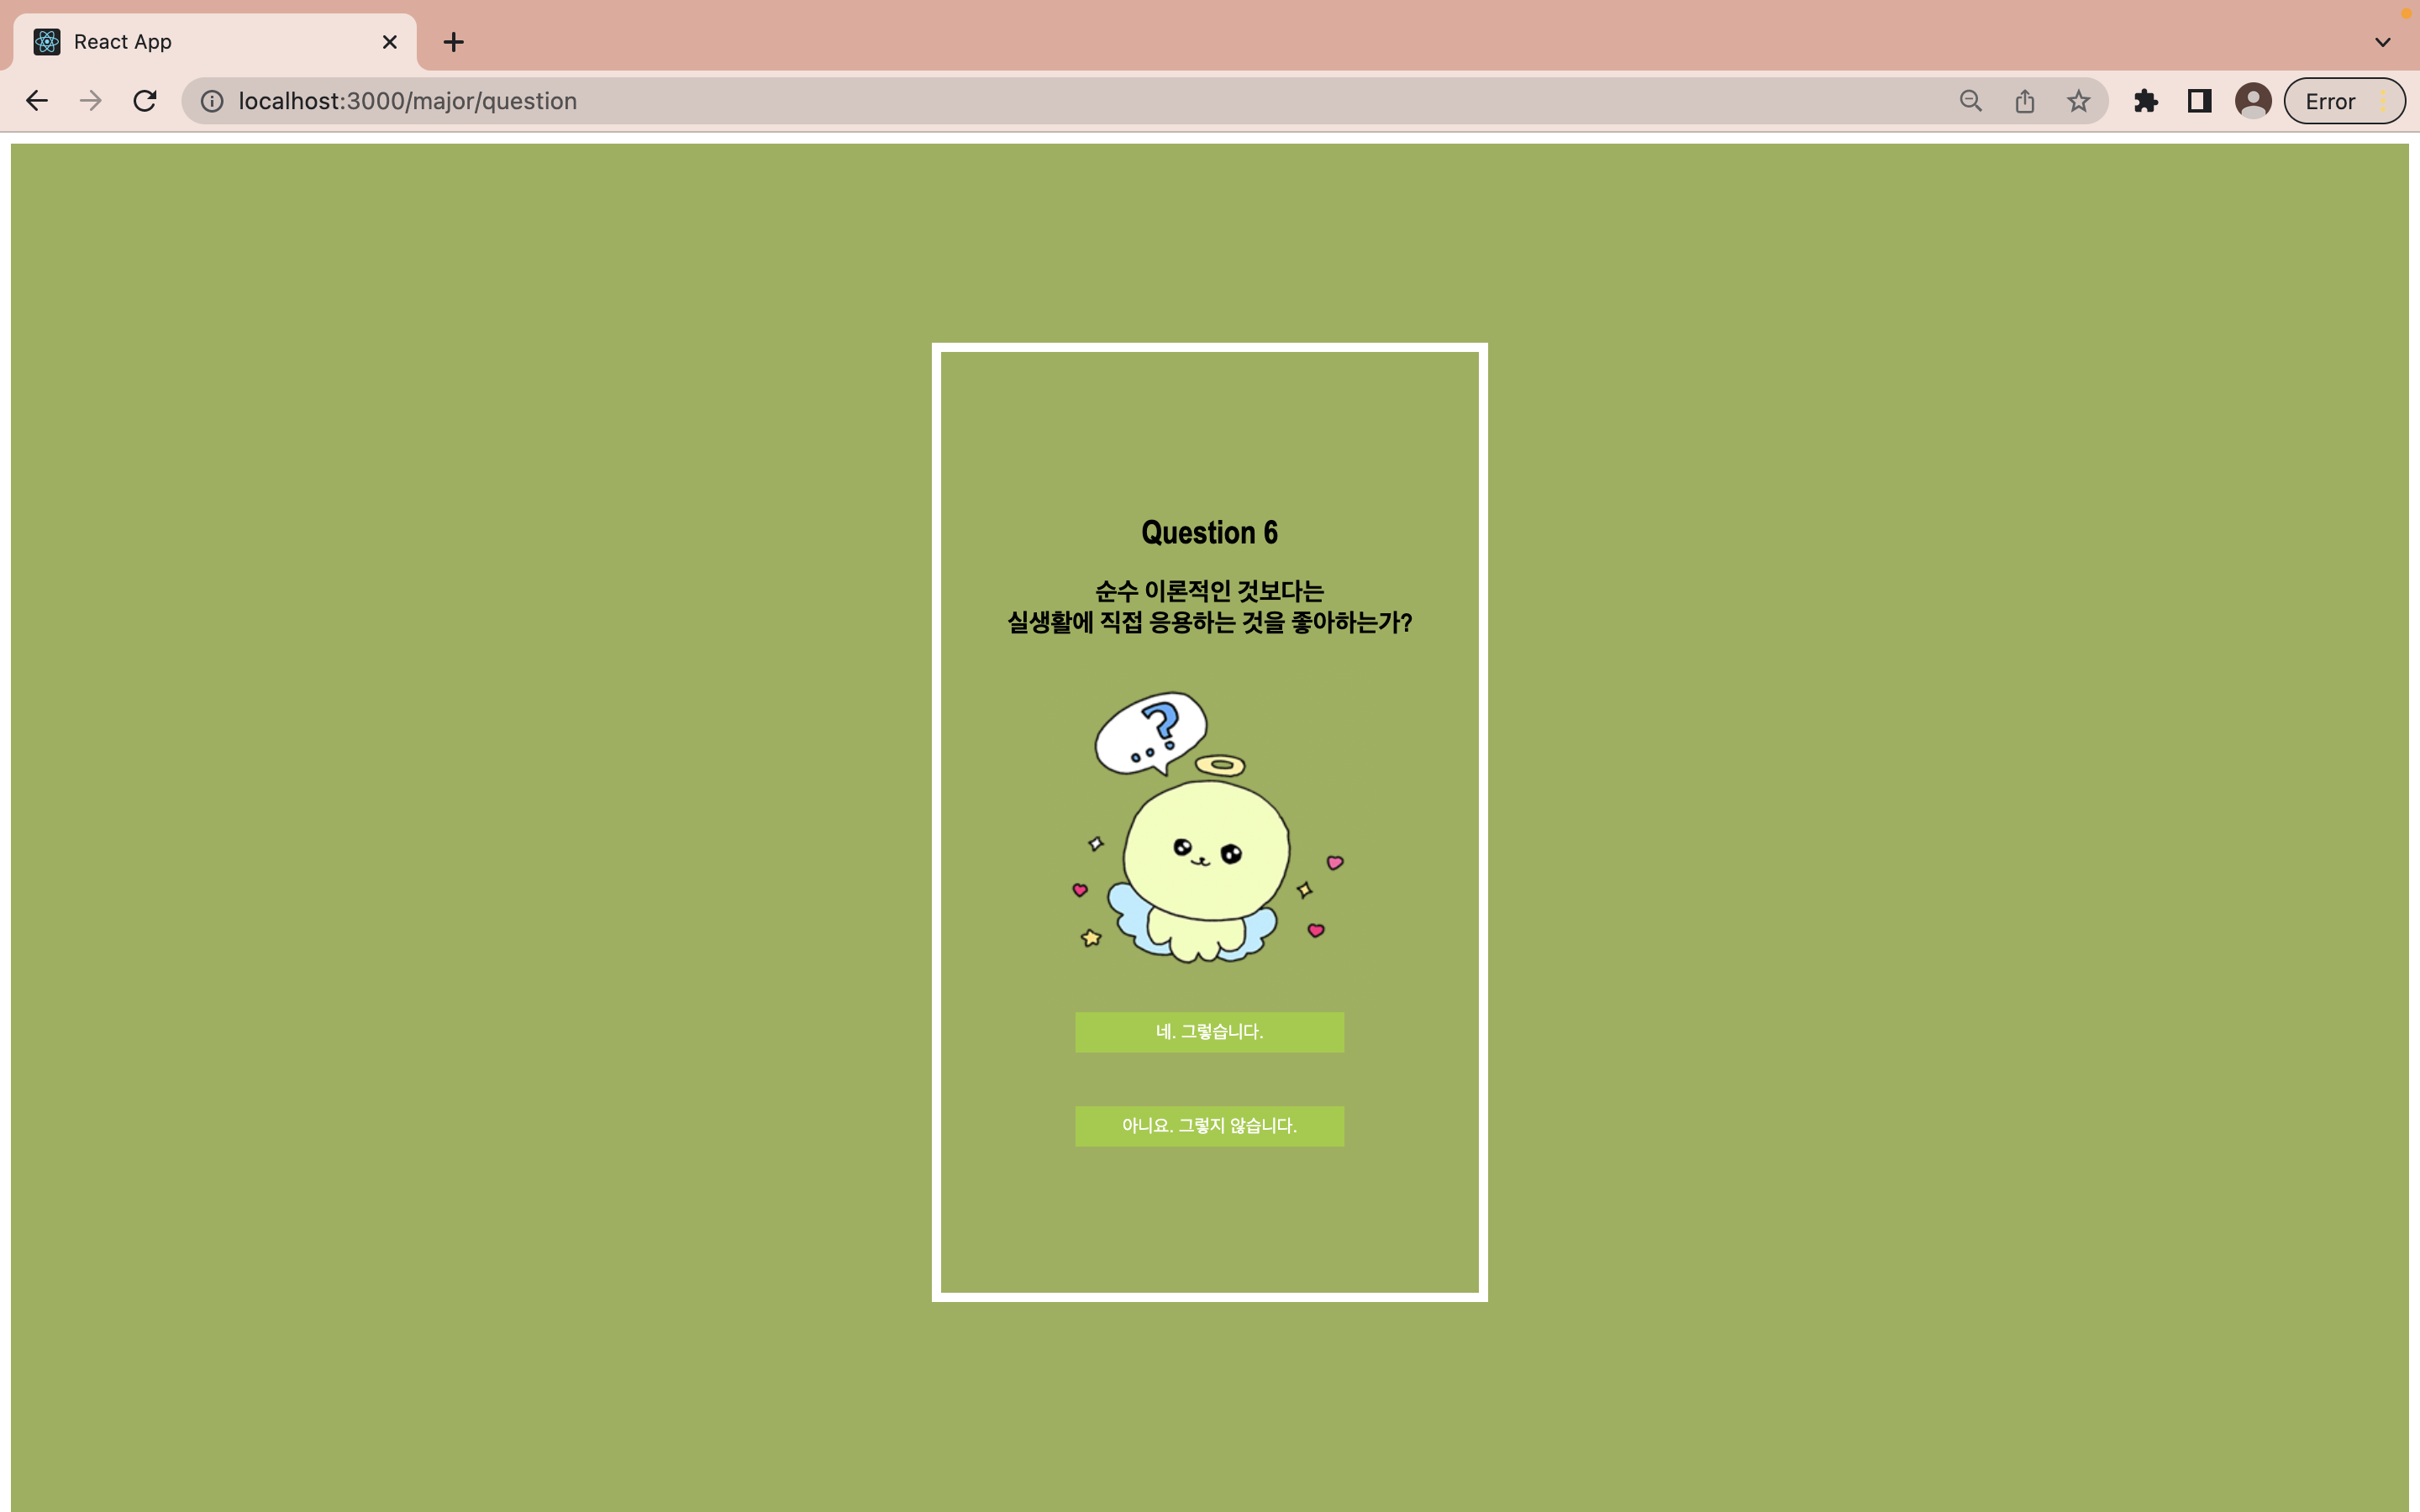 React App
localhost:3000/major/question
Error
Question 6
순수 이론적인 것보다는
실생활에 직접 응용하는 것을 좋아하는가?
?
네. 그렇습니다.
아니요. 그렇지 않습니다.